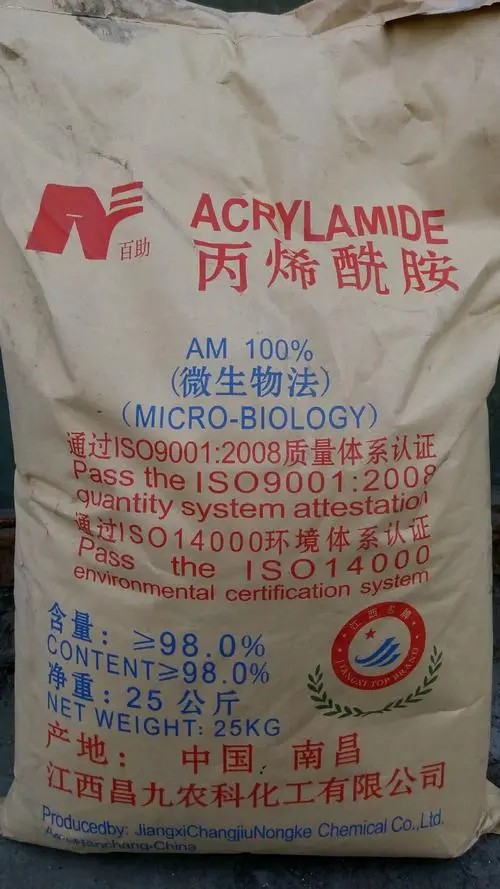 ACRYLAMIDE
百助
丙烯酰胺
AM 100%
(微生物法)
(MICRO-BIOLOGY)
通过ISO9001:2008质量体系认证
Pass the ISO9001:2008
quantity system attestation
通过ISO14000环境体系认证
Pass the ISO14000
environmental certification system
江西名牌
JIANGXI TOP BRAND
含量：≥98.0%
CONTENT≥98.0%
净重：25公斤
NET WEIGHT: 25KG
产地： 中国 南昌
江西昌九农科化工有限公司
Producedby: JiangxiChangjiuNongke Chemical Co.,Ltd.